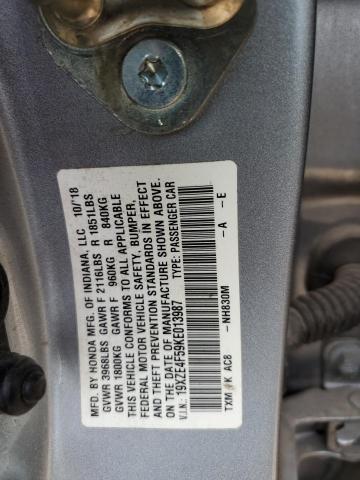 MFD. BY HONDA MFG. OF INDIANA, LLC 10/18
GVWR 3968LBS GAWR F 2116LBS R 1851LBS
GVWR 1800KG GAWR F 960KG R 840KG
THIS VEHICLE CONFORMS TO ALL APPLICABLE
FEDERAL MOTOR VEHICLE SAFETY, BUMPER,
AND THEFT PREVENTION STANDARDS IN EFFECT
ON THE DATE OF MANUFACTURE SHOWN ABOVE.
V.I.N.: 19XZE4F59KE013987 TYPE: PASSENGER CAR
-NH830M -A -E
TXM K AC8